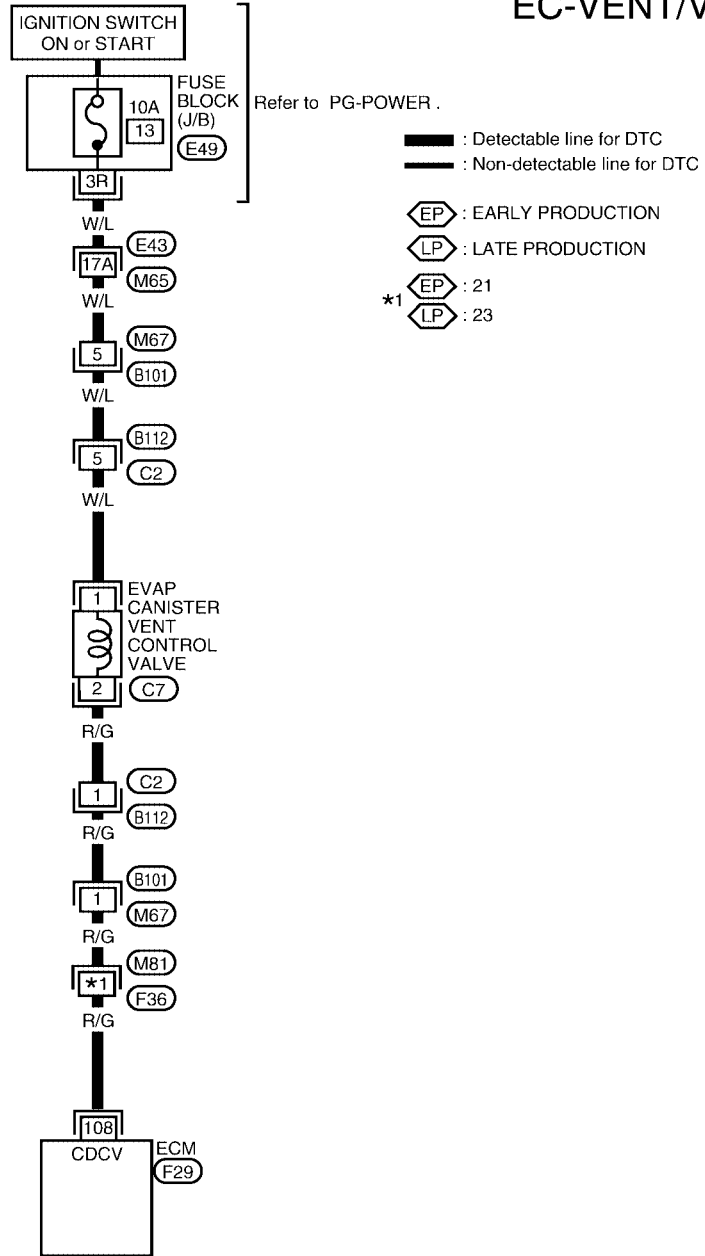 EC-VENT/V
IGNITION SWITCH
ON or START
FUSE
BLOCK
(J/B)
10A
13
E49
Refer to PG-POWER .
3R
: Detectable line for DTC
: Non-detectable line for DTC
EP : EARLY PRODUCTION
LP : LATE PRODUCTION
*1 EP : 21
LP : 23
W/L
E43
17A
M65
W/L
M67
5
B101
W/L
B112
5
C2
W/L
1
EVAP
CANISTER
VENT
CONTROL
VALVE
2
C7
R/G
C2
1
B112
R/G
B101
1
M67
R/G
M81
*1
F36
R/G
108
CDCV
ECM
F29